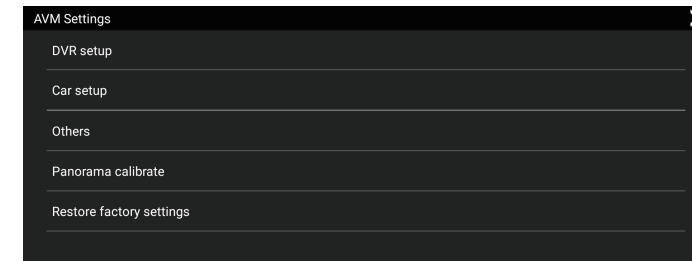 AVM Settings
DVR setup
Car setup
Others
Panorama calibrate
Restore factory settings